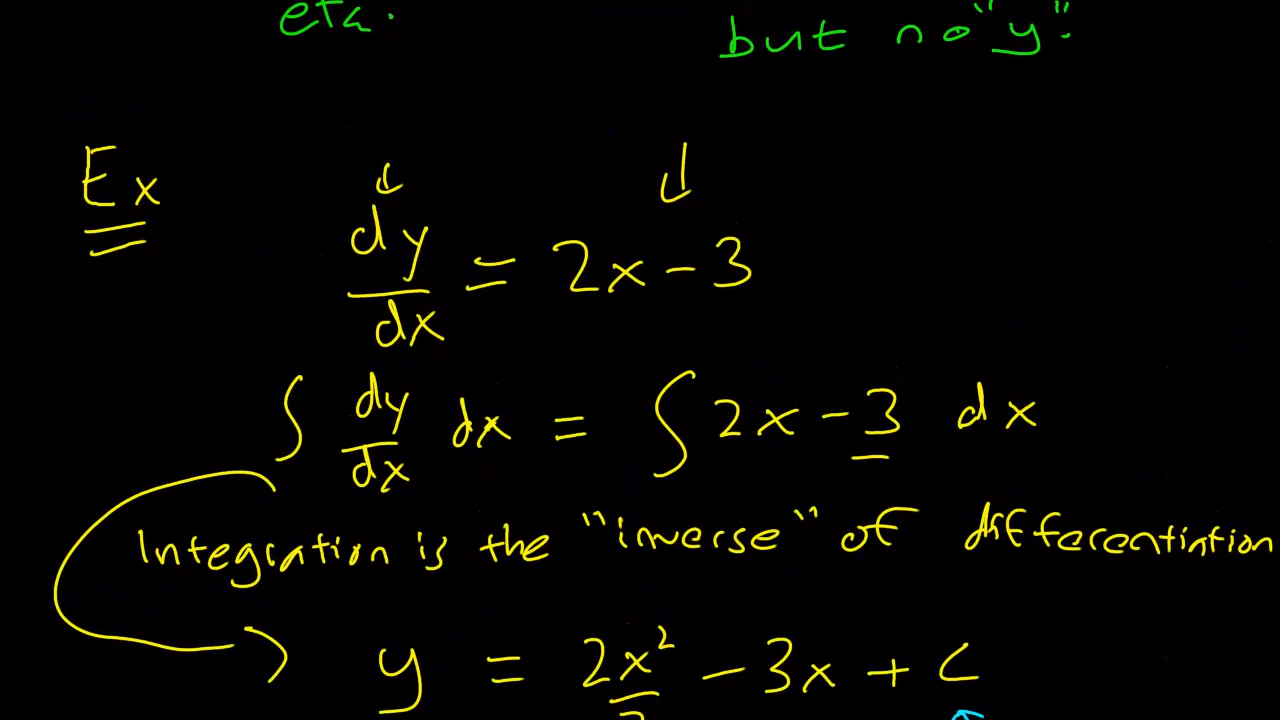 etc.
but no "y".
Ex
dy/dx = 2x - 3
∫ dy/dx dx = ∫ 2x - 3 dx
Integration is the "inverse" of differentiation
y = 2x²/2 - 3x + C